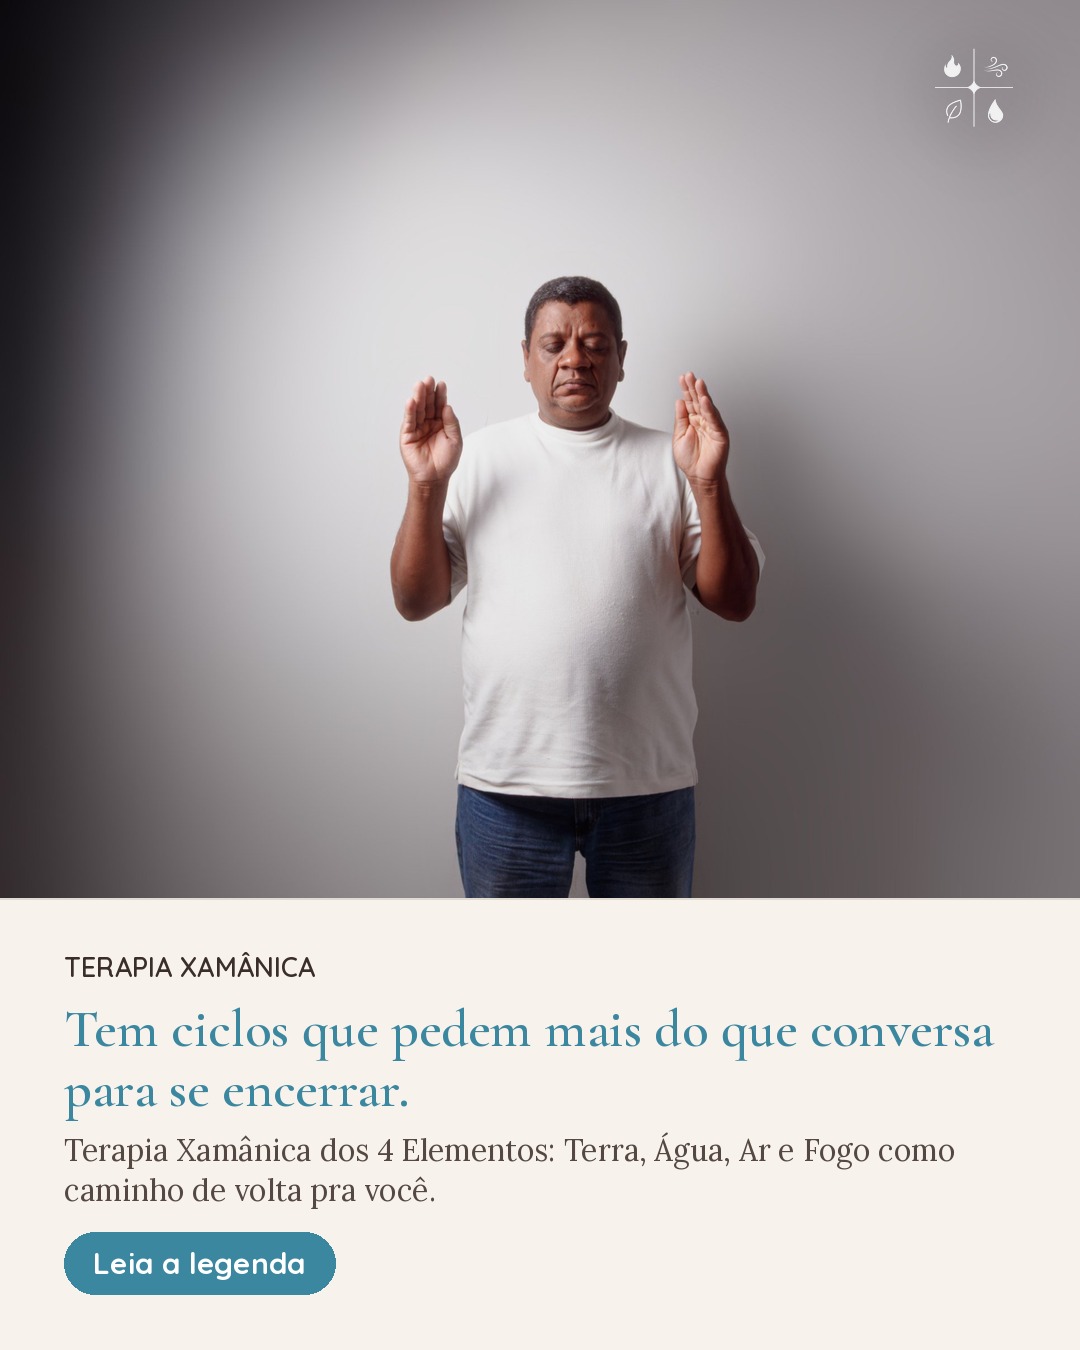 TERAPIA XAMÂNICA
Tem ciclos que pedem mais do que conversa
para se encerrar.
Terapia Xamânica dos 4 Elementos: Terra, Água, Ar e Fogo como
caminho de volta pra você.
Leia a legenda